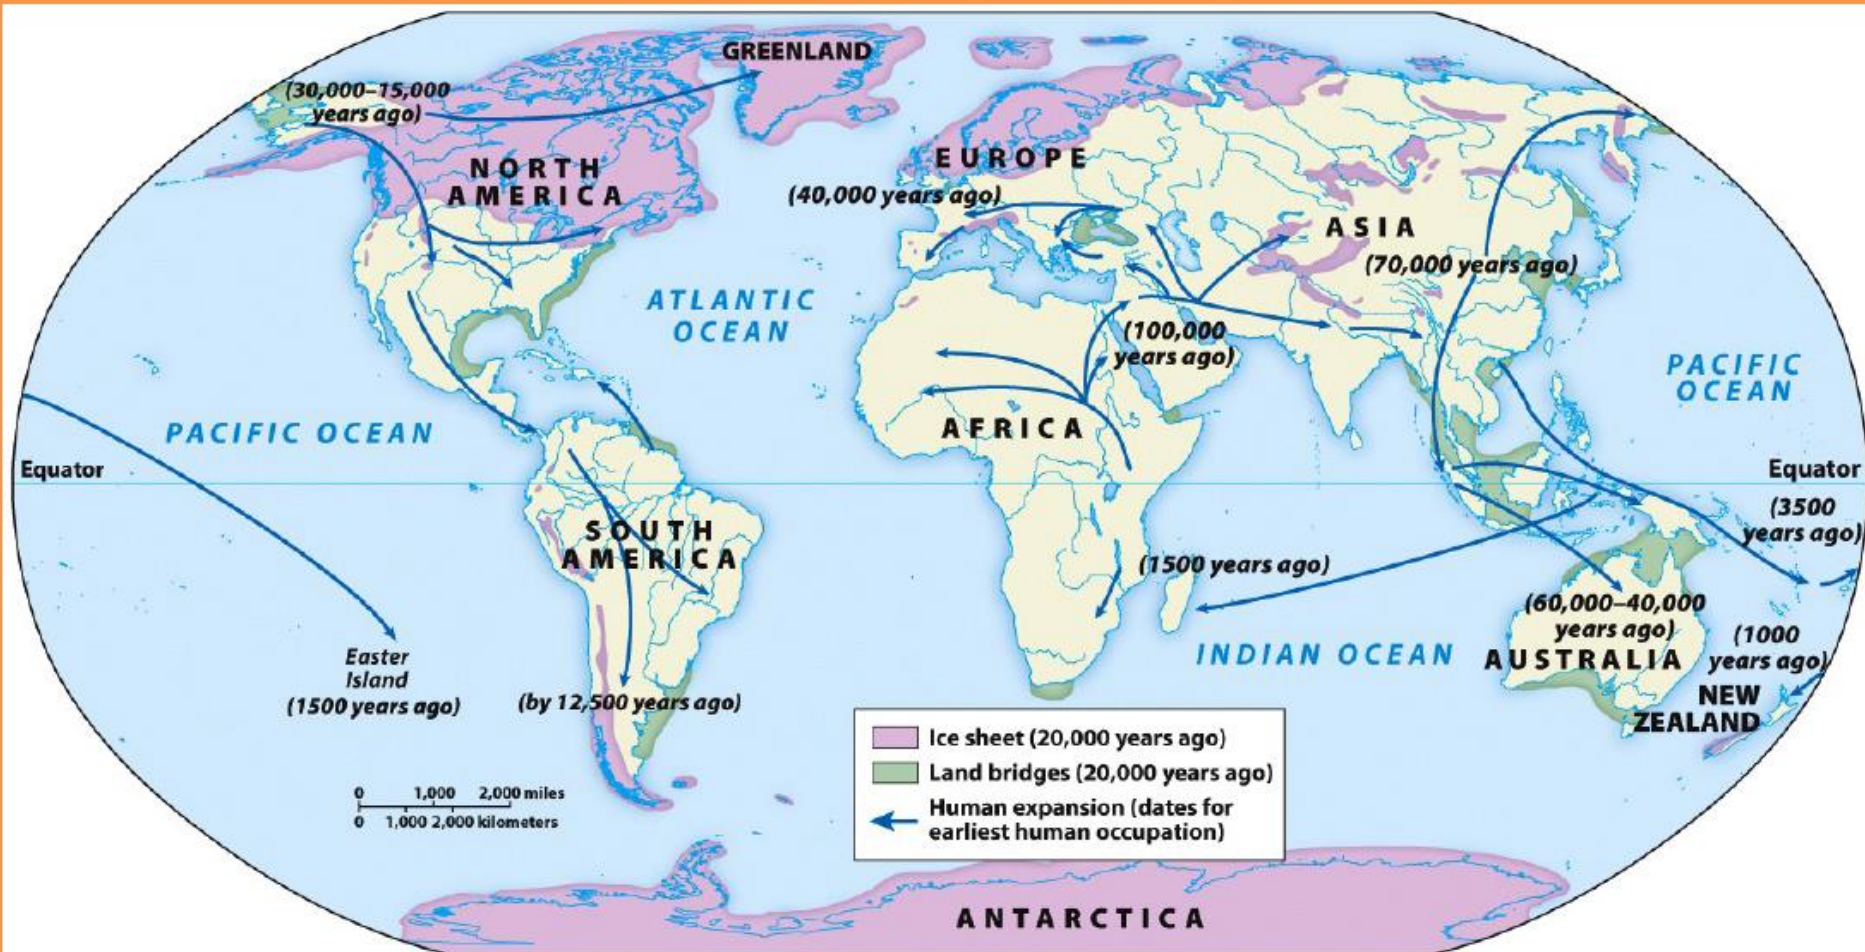 GREENLAND
(30,000–15,000
years ago)
NORTH
AMERICA
EUROPE
(40,000 years ago)
ASIA
(70,000 years ago)
ATLANTIC
OCEAN
(100,000
years ago)
PACIFIC
OCEAN
PACIFIC OCEAN
AFRICA
Equator
Equator
(3500
years ago)
SOUTH
AMERICA
(1500 years ago)
(60,000–40,000
years ago)
(1000
years ago)
INDIAN OCEAN
AUSTRALIA
NEW
ZEALAND
Easter
Island
(1500 years ago)
(by 12,500 years ago)
Ice sheet (20,000 years ago)
Land bridges (20,000 years ago)
Human expansion (dates for
earliest human occupation)
0 1,000 2,000 miles
0 1,000 2,000 kilometers
ANTARCTICA